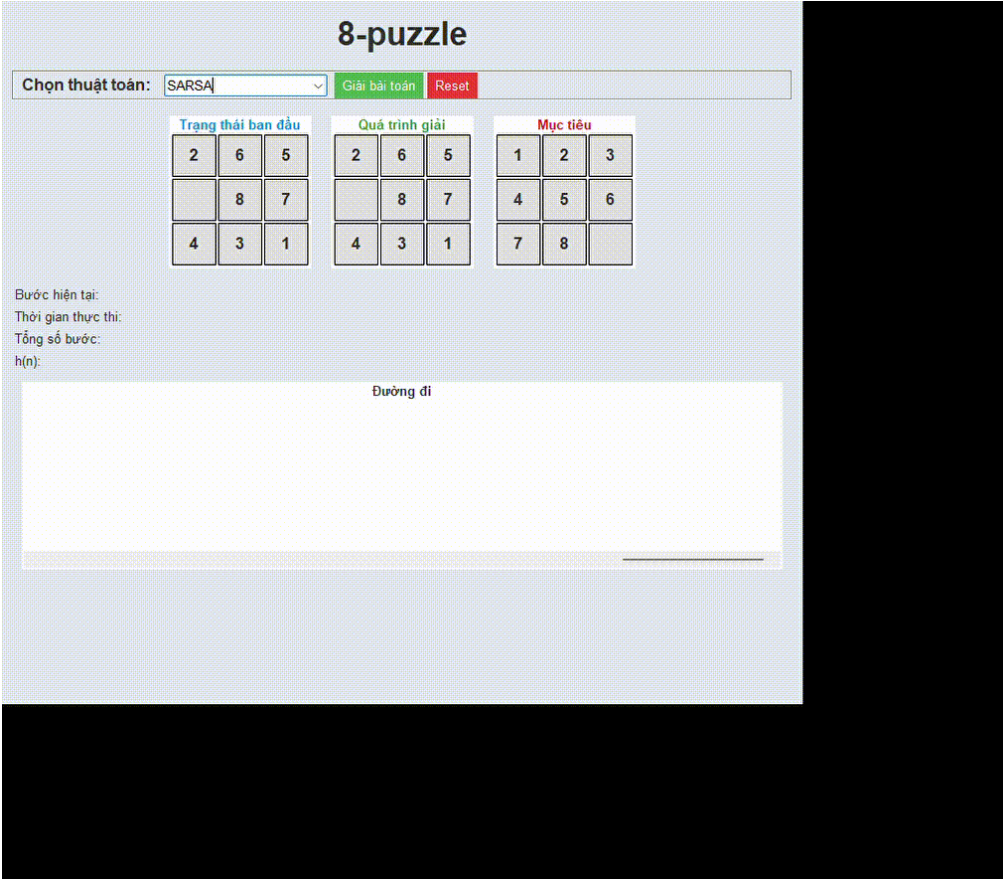 8-puzzle
Chọn thuật toán: SARSA Giải bài toán Reset
Trạng thái ban đầu Quá trình giải Mục tiêu
2 6 5 2 6 5 1 2 3
8 7 8 7 4 5 6
4 3 1 4 3 1 7 8
Bước hiện tại:
Thời gian thực thi:
Tổng số bước:
h(n):
Đường đi